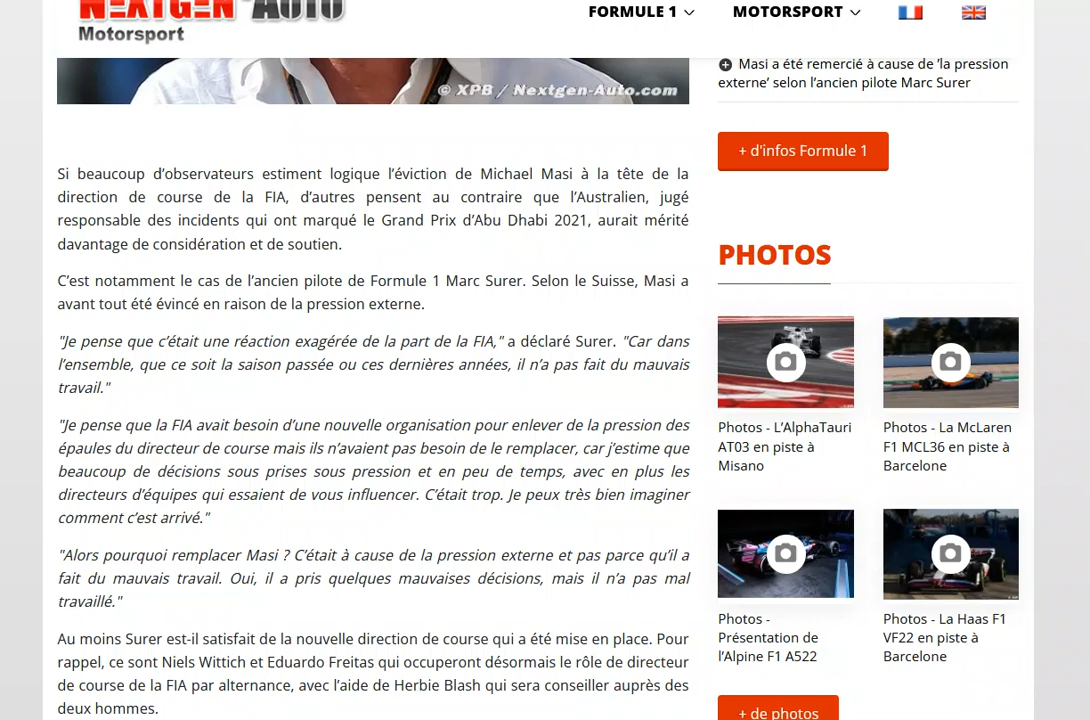 NEXTGEN-AUTO
Motorsport
FORMULE 1
MOTORSPORT
© XPB / Nextgen-Auto.com
Si beaucoup d’observateurs estiment logique l’éviction de Michael Masi à la tête de la
direction de course de la FIA, d’autres pensent au contraire que l’Australien, jugé
responsable des incidents qui ont marqué le Grand Prix d’Abu Dhabi 2021, aurait mérité
davantage de considération et de soutien.
C’est notamment le cas de l’ancien pilote de Formule 1 Marc Surer. Selon le Suisse, Masi a
avant tout été évincé en raison de la pression externe.
"Je pense que c’était une réaction exagérée de la part de la FIA," a déclaré Surer. "Car dans
l’ensemble, que ce soit la saison passée ou ces dernières années, il n’a pas fait du mauvais
travail."
"Je pense que la FIA avait besoin d’une nouvelle organisation pour enlever de la pression des
épaules du directeur de course mais ils n’avaient pas besoin de le remplacer, car j’estime que
beaucoup de décisions sous prises sous pression et en peu de temps, avec en plus les
directeurs d’équipes qui essaient de vous influencer. C’était trop. Je peux très bien imaginer
comment c’est arrivé."
"Alors pourquoi remplacer Masi ? C’était à cause de la pression externe et pas parce qu’il a
fait du mauvais travail. Oui, il a pris quelques mauvaises décisions, mais il n’a pas mal
travaillé."
Au moins Surer est-il satisfait de la nouvelle direction de course qui a été mise en place. Pour
rappel, ce sont Niels Wittich et Eduardo Freitas qui occuperont désormais le rôle de directeur
de course de la FIA par alternance, avec l’aide de Herbie Blash qui sera conseiller auprès des
deux hommes.
Masi a été remercié à cause de ’la pression
externe’ selon l’ancien pilote Marc Surer
+ d'infos Formule 1
PHOTOS
Photos - L’AlphaTauri
AT03 en piste à
Misano
Photos - La McLaren
F1 MCL36 en piste à
Barcelone
Photos -
Présentation de
l’Alpine F1 A522
Photos - La Haas F1
VF22 en piste à
Barcelone
+ de photos